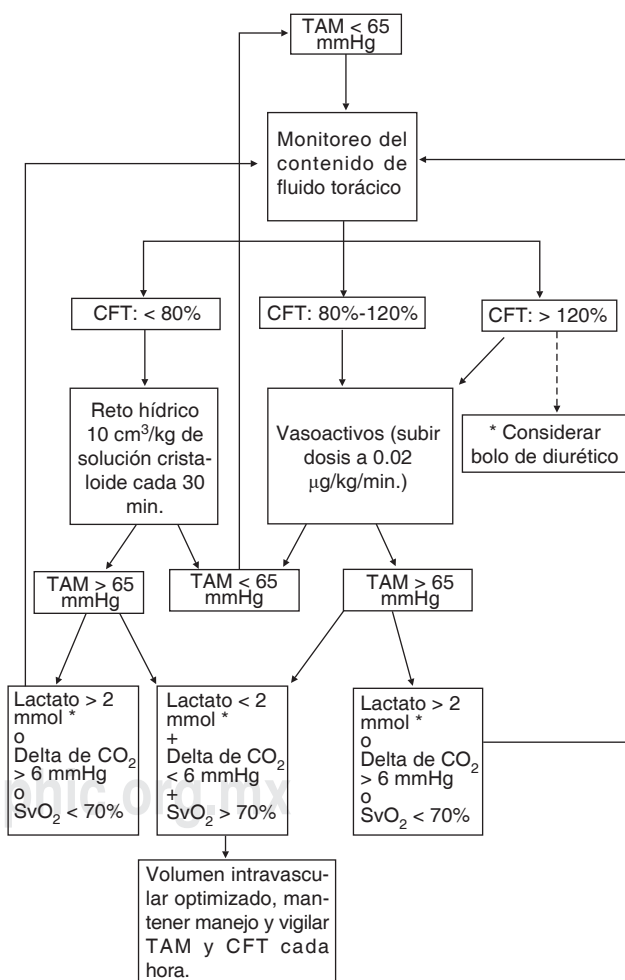 TAM < 65
mmHg
Monitoreo del
contenido de
fluido torácico
CFT: < 80%
CFT: 80%-120%
CFT: > 120%
Reto hídrico
10 cm³/kg de
solución crista-
loide cada 30
min.
Vasoactivos (subir
dosis a 0.02
µg/kg/min.)
* Considerar
bolo de diurético
TAM > 65
mmHg
TAM < 65
mmHg
TAM > 65
mmHg
Lactato > 2
mmol *
o
Delta de CO₂
> 6 mmHg
o
SvO₂ < 70%
Lactato < 2
mmol *
+
Delta de CO₂
< 6 mmHg
+
SvO₂ > 70%
Lactato > 2
mmol *
o
Delta de CO₂
> 6 mmHg
o
SvO₂ < 70%
Volumen intravascu-
lar optimizado, man-
tener manejo y vigilar
TAM y CFT cada
hora.